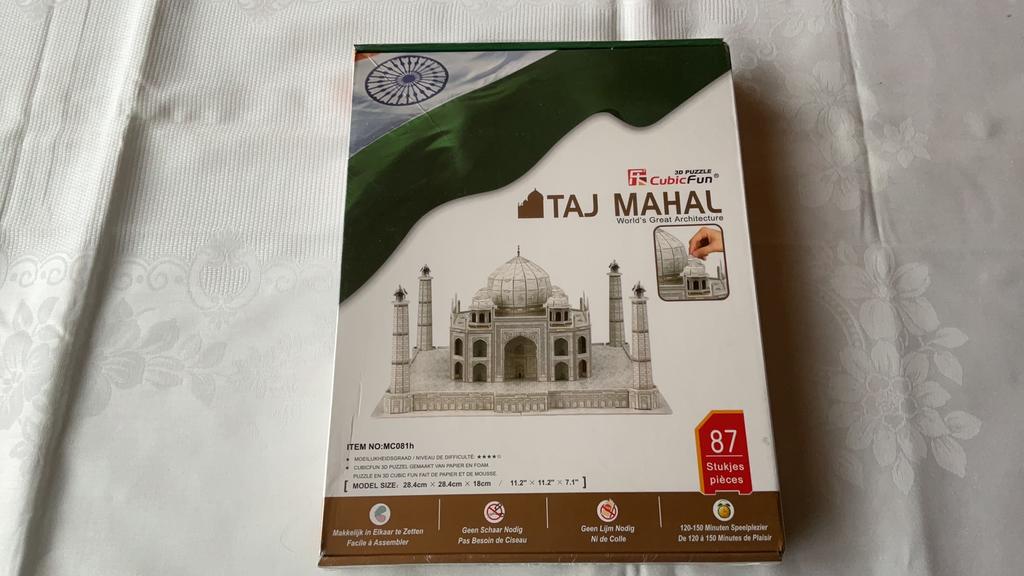 3D PUZZLE
CubicFun®
TAJ MAHAL
World's Great Architecture
ITEM NO:MC081h
MOEILIJKHEIDSGRAAD / NIVEAU DE DIFFICULTÉ: ★★★★☆
CUBICFUN 3D PUZZEL GEMAAKT VAN PAPIER EN FOAM.
PUZZLE EN 3D CUBIC FUN FAIT DE PAPIER ET DE MOUSSE.
[ MODEL SIZE: 28.4cm × 28.4cm × 18cm / 11.2" × 11.2" × 7.1" ]
87
Stukjes
pièces
Makkelijk in Elkaar te Zetten
Facile à Assembler
Geen Schaar Nodig
Pas Besoin de Ciseau
Geen Lijm Nodig
Ni de Colle
120-150 Minuten Speelplezier
De 120 à 150 Minutes de Plaisir